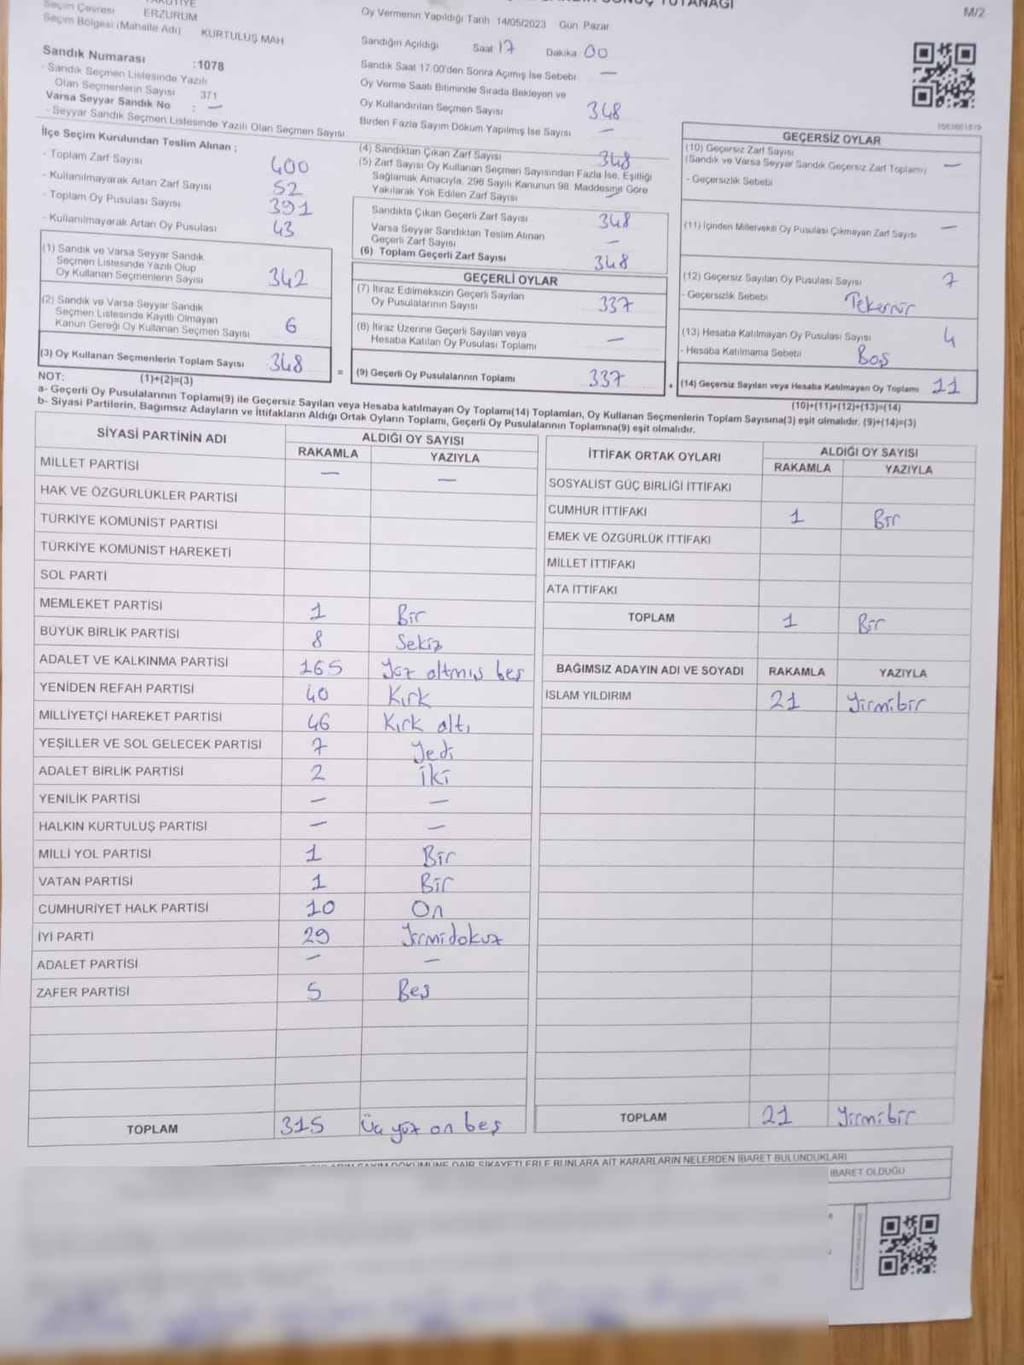 SONUÇ TUTANAĞI
M/2
Seçim Çevresi ERZURUM
Seçim Bölgesi (Mahalle Adı) KURTULUŞ MAH
Sandık Numarası :1078
- Sandık Seçmen Listesinde Yazılı
Olan Seçmenlerin Sayısı 371
Varsa Seyyar Sandık No : —
- Seyyar Sandık Seçmen Listesinde Yazılı Olan Seçmen Sayısı
Oy Vermenin Yapıldığı Tarih 14/05/2023 Gün Pazar
Sandığın Açıldığı Saat 17 Dakika 00
Sandık Saat 17:00'den Sonra Açılmış İse Sebebi —
Oy Verme Saati Bitiminde Sırada Bekleyen ve
Oy Kullandırılan Seçmen Sayısı 348
Birden Fazla Sayım Döküm Yapılmış İse Sayısı —
İlçe Seçim Kurulundan Teslim Alınan ;
- Toplam Zarf Sayısı 400
- Kullanılmayarak Artan Zarf Sayısı 52
- Toplam Oy Pusulası Sayısı 391
- Kullanılmayarak Artan Oy Pusulası 43
(1) Sandık ve Varsa Seyyar Sandık
Seçmen Listesinde Yazılı Olup
Oy Kullanan Seçmenlerin Sayısı 342
(2) Sandık ve Varsa Seyyar Sandık
Seçmen Listesinde Kayıtlı Olmayan
Kanun Gereği Oy Kullanan Seçmen Sayısı 6
(3) Oy Kullanan Seçmenlerin Toplam Sayısı 348
(4) Sandıktan Çıkan Zarf Sayısı 348
(5) Zarf Sayısı Oy Kullanan Seçmen Sayısından Fazla İse, Eşitliği
Sağlamak Amacıyla, 298 Sayılı Kanunun 98. Maddesine Göre
Yakılarak Yok Edilen Zarf Sayısı —
Sandıkta Çıkan Geçerli Zarf Sayısı 348
Varsa Seyyar Sandıktan Teslim Alınan
Geçerli Zarf Sayısı —
(6) Toplam Geçerli Zarf Sayısı 348
GEÇERLİ OYLAR
(7) İtiraz Edilmeksizin Geçerli Sayılan
Oy Pusulalarının Sayısı 337
(8) İtiraz Üzerine Geçerli Sayılan veya
Hesaba Katılan Oy Pusulası Toplamı —
= (9) Geçerli Oy Pusulalarının Toplamı 337
GEÇERSİZ OYLAR
(10) Geçersiz Zarf Sayısı
(Sandık ve Varsa Seyyar Sandık Geçersiz Zarf Toplamı) —
- Geçersizlik Sebebi
(11) İçinden Milletvekili Oy Pusulası Çıkmayan Zarf Sayısı —
(12) Geçersiz Sayılan Oy Pusulası Sayısı 7
- Geçersizlik Sebebi Tekerrür
(13) Hesaba Katılmayan Oy Pusulası Sayısı 4
- Hesaba Katılmama Sebebi Boş
+ (14) Geçersiz Sayılan veya Hesaba Katılmayan Oy Toplamı 11
NOT: (1)+(2)=(3) (10)+(11)+(12)+(13)=(14)
a- Geçerli Oy Pusulalarının Toplamı(9) ile Geçersiz Sayılan veya Hesaba katılmayan Oy Toplamı(14) Toplamları, Oy Kullanan Seçmenlerin Toplam Sayısına(3) eşit olmalıdır. (9)+(14)=(3)
b- Siyasi Partilerin, Bağımsız Adayların ve İttifakların Aldığı Ortak Oyların Toplamı, Geçerli Oy Pusulalarının Toplamına(9) eşit olmalıdır.
SİYASİ PARTİNİN ADI ALDIĞI OY SAYISI
RAKAMLA YAZIYLA
MİLLET PARTİSİ — —
HAK VE ÖZGÜRLÜKLER PARTİSİ
TÜRKİYE KOMÜNİST PARTİSİ
TÜRKİYE KOMÜNİST HAREKETİ
SOL PARTİ
MEMLEKET PARTİSİ 1 Bir
BÜYÜK BİRLİK PARTİSİ 8 Sekiz
ADALET VE KALKINMA PARTİSİ 165 Yüz altmış beş
YENİDEN REFAH PARTİSİ 40 Kırk
MİLLİYETÇİ HAREKET PARTİSİ 46 Kırk altı
YEŞİLLER VE SOL GELECEK PARTİSİ 7 Yedi
ADALET BİRLİK PARTİSİ 2 İki
YENİLİK PARTİSİ — —
HALKIN KURTULUŞ PARTİSİ — —
MİLLİ YOL PARTİSİ 1 Bir
VATAN PARTİSİ 1 Bir
CUMHURİYET HALK PARTİSİ 10 On
İYİ PARTİ 29 Yirmidokuz
ADALET PARTİSİ — —
ZAFER PARTİSİ 5 Beş
TOPLAM 315 Üç yüz on beş
İTTİFAK ORTAK OYLARI ALDIĞI OY SAYISI
RAKAMLA YAZIYLA
SOSYALİST GÜÇ BİRLİĞİ İTTİFAKI
CUMHUR İTTİFAKI 1 Bir
EMEK VE ÖZGÜRLÜK İTTİFAKI
MİLLET İTTİFAKI
ATA İTTİFAKI
TOPLAM 1 Bir
BAĞIMSIZ ADAYIN ADI VE SOYADI RAKAMLA YAZIYLA
İSLAM YILDIRIM 21 Yirmibir
TOPLAM 21 Yirmibir
SAYIM DÖKÜMÜNE DAİR ŞİKAYETLERLE BUNLARA AİT KARARLARIN NELERDEN İBARET BULUNDUKLARI
İBARET OLDUĞU